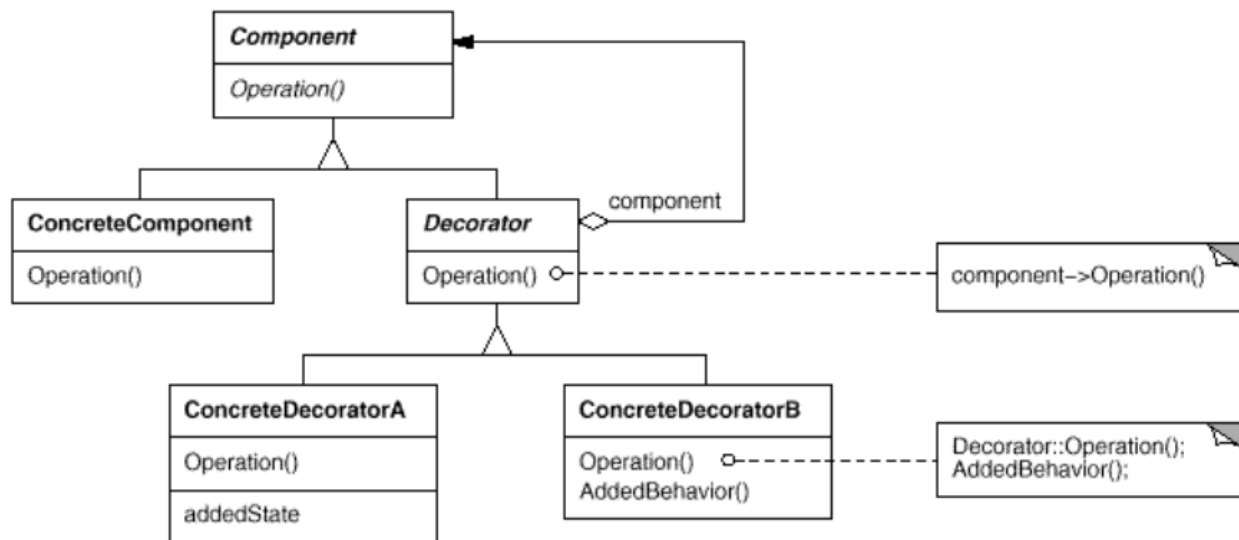 Component
Operation()
ConcreteComponent
Operation()
Decorator
Operation()
component
component–>Operation()
ConcreteDecoratorA
Operation()
addedState
ConcreteDecoratorB
Operation()
AddedBehavior()
Decorator::Operation();
AddedBehavior();